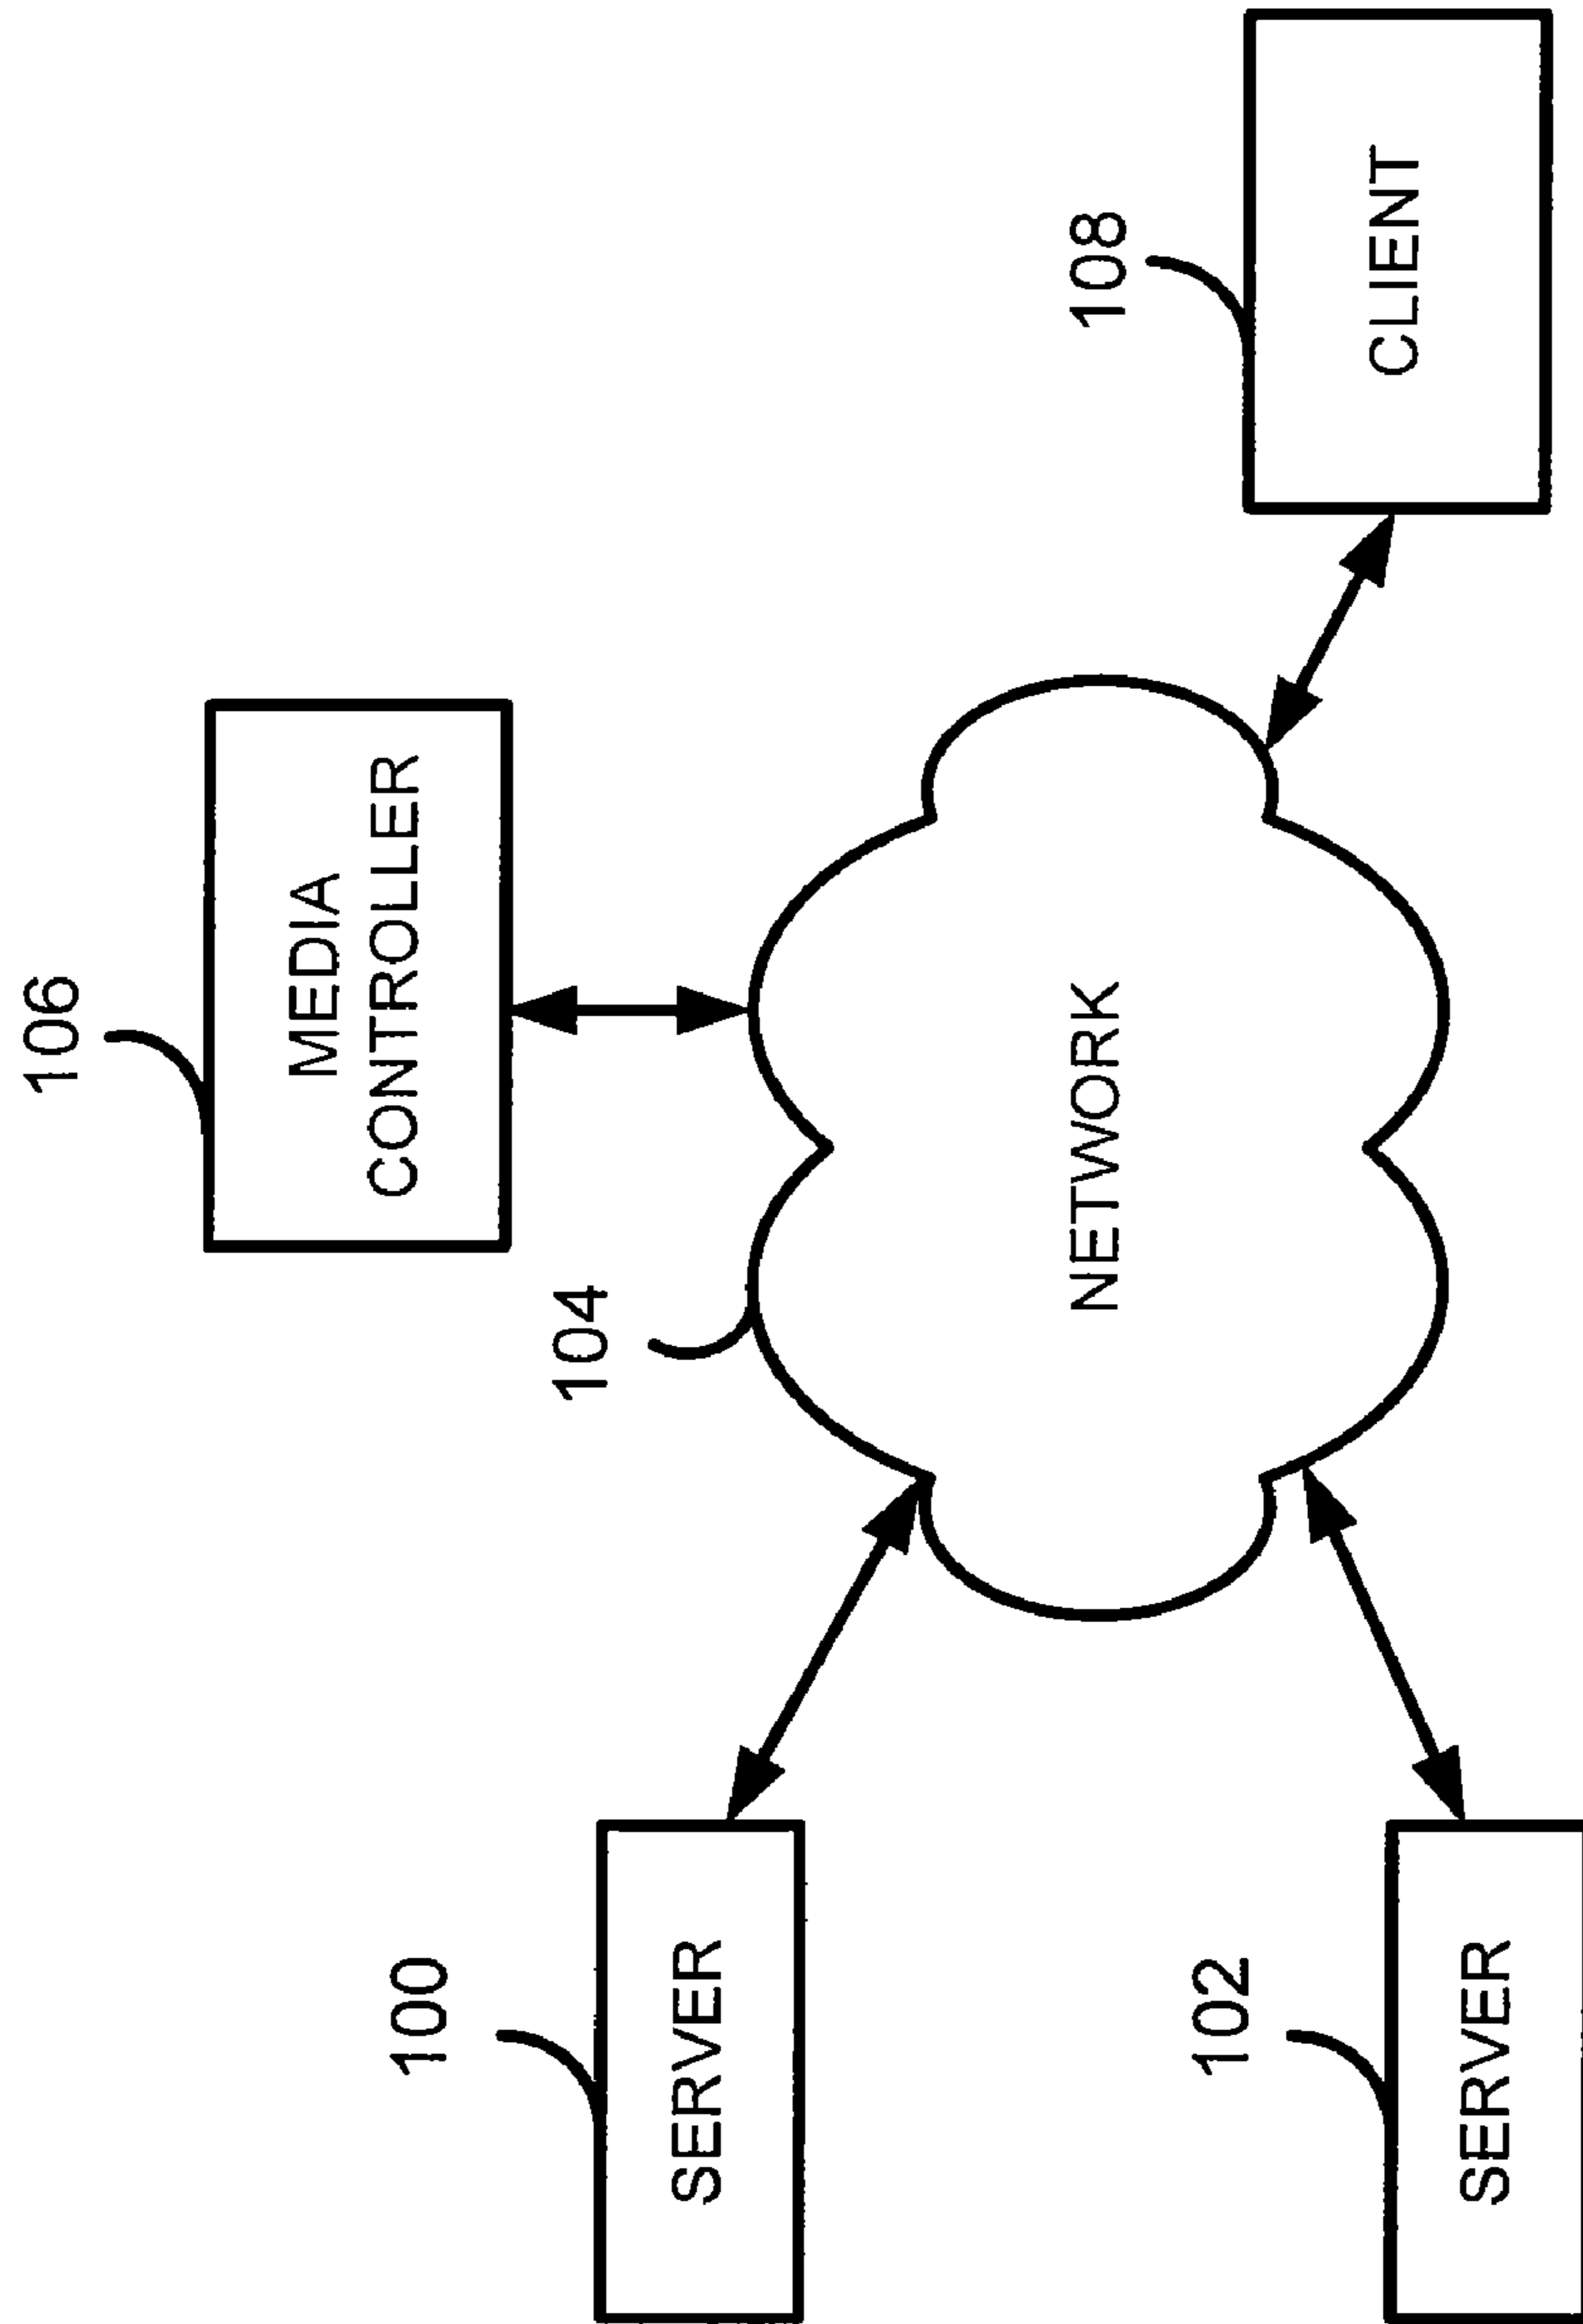 106
MEDIA
CONTROLLER
104
100
SERVER
NETWORK
108
CLIENT
102
SERVER